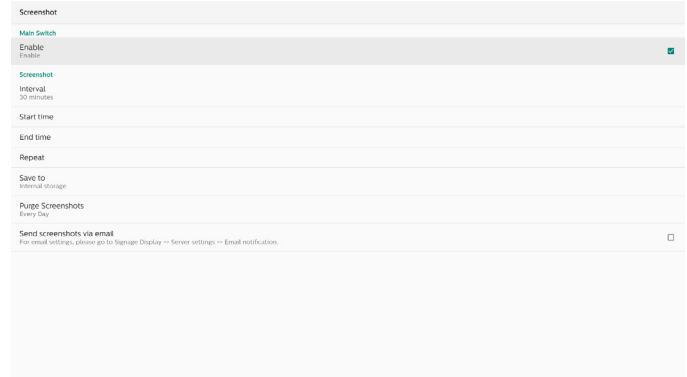 Screenshot
Main Switch
Enable
Enable
Screenshot
Interval
30 minutes
Start time
End time
Repeat
Save to
Internal storage
Purge Screenshots
Every Day
Send screenshots via email
For email settings, please go to Signage Display -- Server settings -- Email notification.